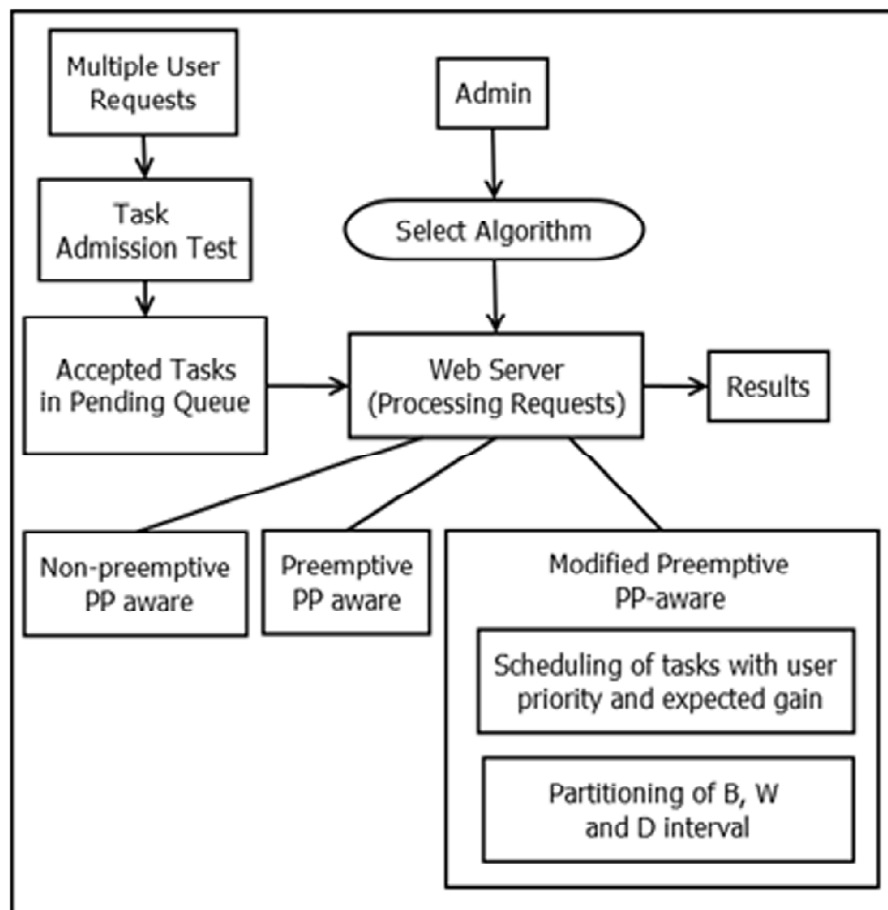 Multiple User
Requests
Admin
Task
Admission Test
Select Algorithm
Accepted Tasks
in Pending Queue
Web Server
(Processing Requests)
Results
Non-preemptive
PP aware
Preemptive
PP aware
Modified Preemptive
PP-aware
Scheduling of tasks with user
priority and expected gain
Partitioning of B, W
and D interval